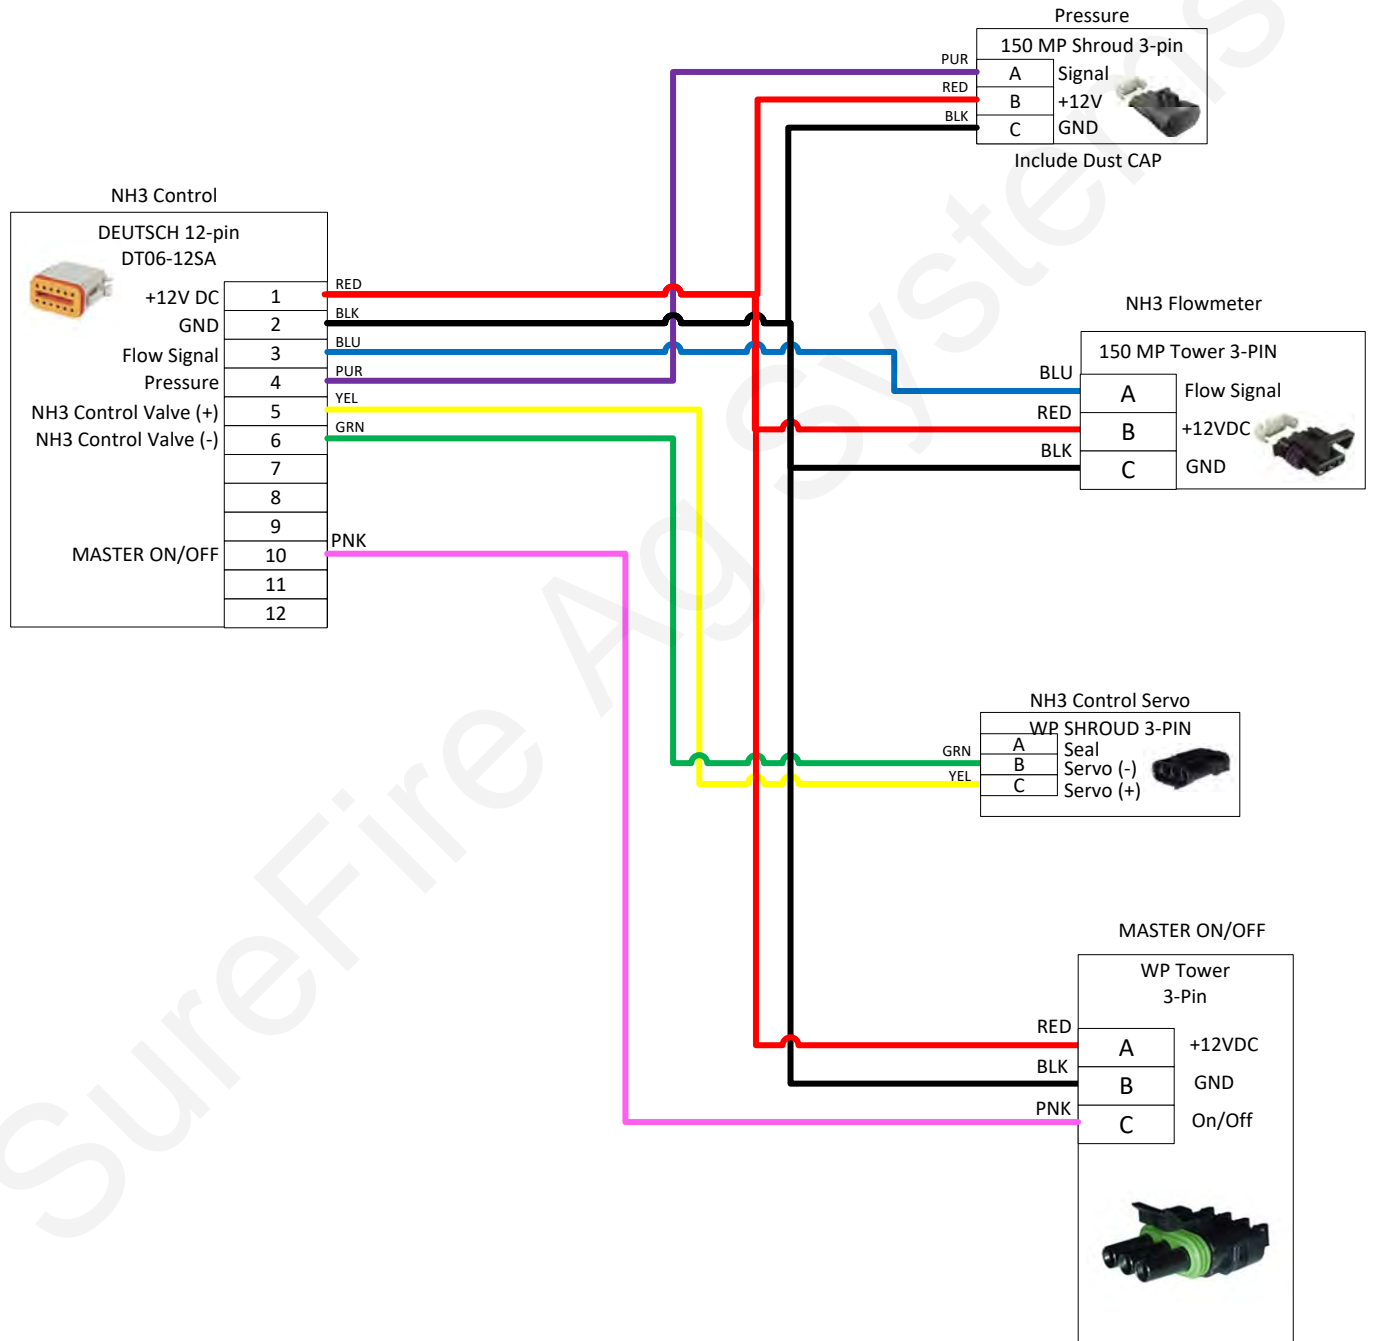 Pressure
150 MP Shroud 3-pin
PUR
A
Signal
RED
B
+12V
BLK
C
GND
Include Dust CAP
NH3 Control
DEUTSCH 12-pin
DT06-12SA
+12V DC
1
RED
GND
2
BLK
Flow Signal
3
BLU
Pressure
4
PUR
NH3 Control Valve (+)
5
YEL
NH3 Control Valve (-)
6
GRN
7
8
9
MASTER ON/OFF
10
PNK
11
12
NH3 Flowmeter
150 MP Tower 3-PIN
BLU
A
Flow Signal
RED
B
+12VDC
BLK
C
GND
NH3 Control Servo
WP SHROUD 3-PIN
A
Seal
GRN
B
Servo (-)
YEL
C
Servo (+)
MASTER ON/OFF
WP Tower
3-Pin
RED
A
+12VDC
BLK
B
GND
PNK
C
On/Off
SureFire Ag Systems